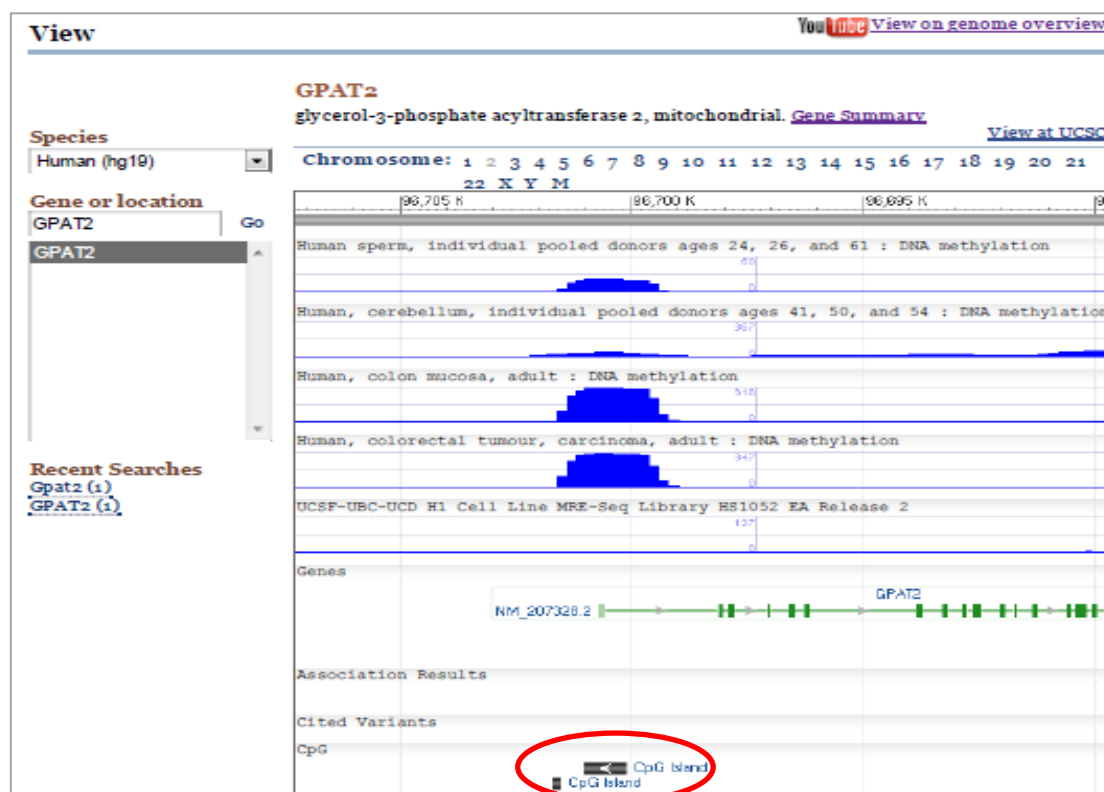 View
YouTube View on genome overview
GPAT2
glycerol-3-phosphate acyltransferase 2, mitochondrial. Gene Summary
View at UCSC
Species
Human (hg19)
Chromosome: 1 2 3 4 5 6 7 8 9 10 11 12 13 14 15 16 17 18 19 20 21
22 X Y M
Gene or location
GPAT2 Go
GPAT2
96,705 K 96,700 K 96,695 K 9
Human sperm, individual pooled donors ages 24, 26, and 61 : DNA methylation
60
0
Human, cerebellum, individual pooled donors ages 41, 50, and 54 : DNA methylation
367
0
Human, colon mucosa, adult : DNA methylation
0
Human, colorectal tumour, carcinoma, adult : DNA methylation
347
0
Recent Searches
Gpat2 (1)
GPAT2 (1)
UCSF-UBC-UCD H1 Cell Line MRE-Seq Library HS1052 EA Release 2
137
0
Genes
GPAT2
NM_207328.2
Association Results
Cited Variants
CpG
CpG Island
CpG Island